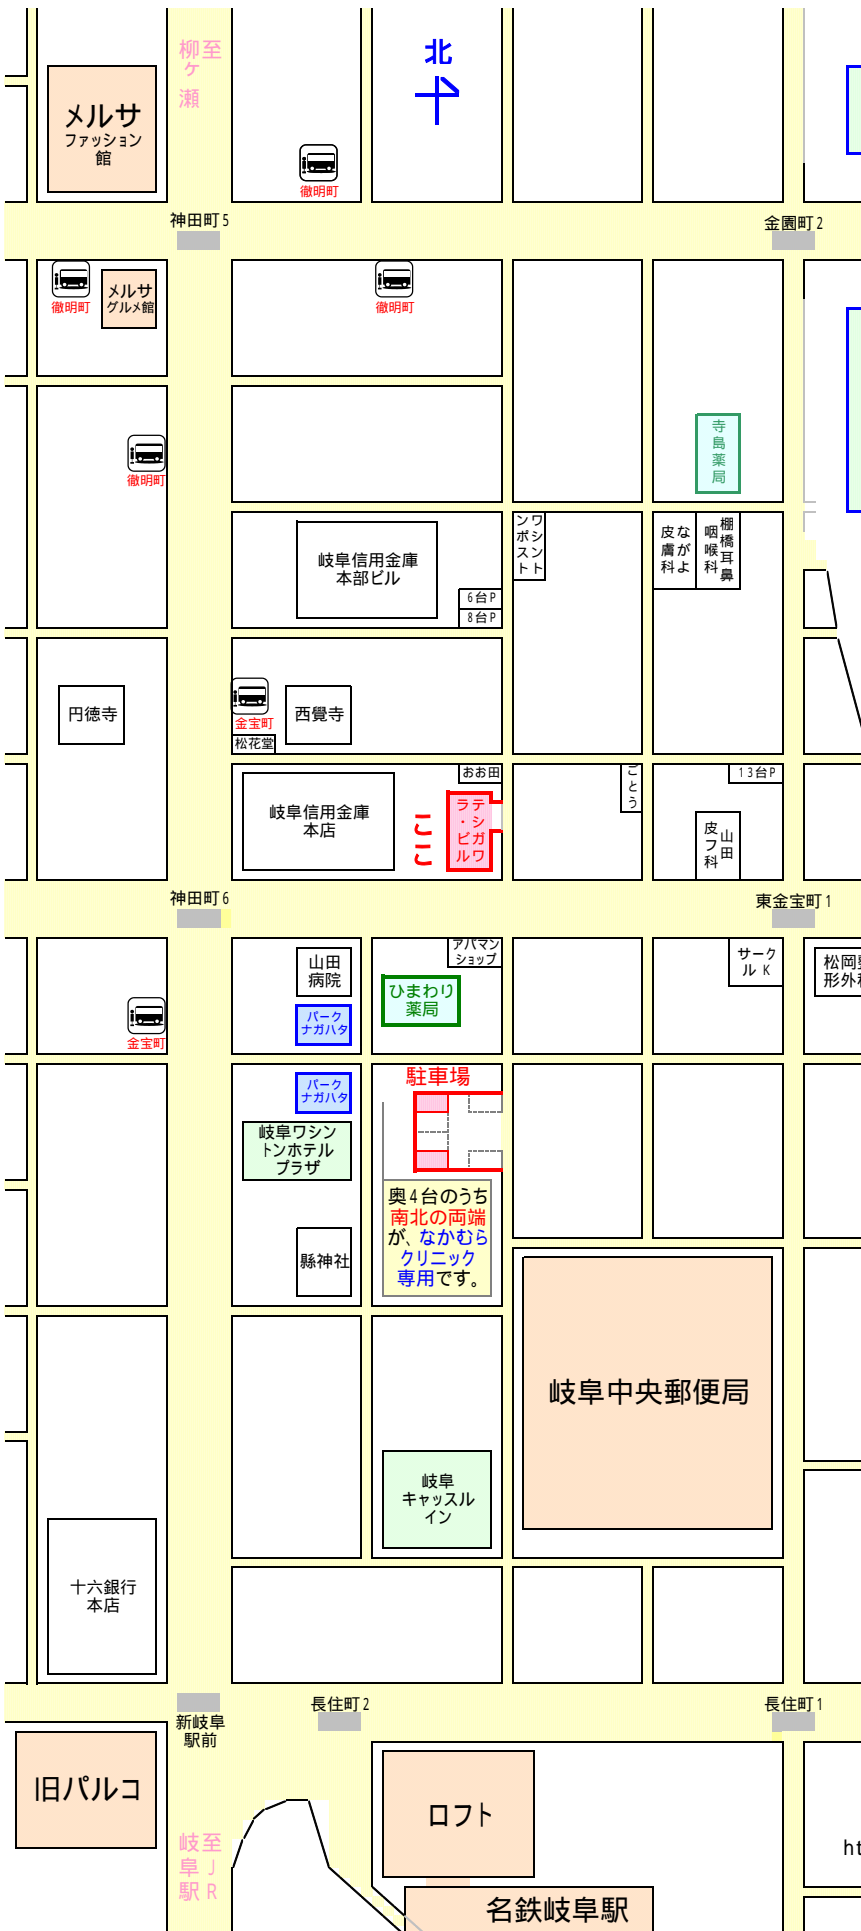 至
柳ヶ瀬
北
メルサ
ファッション
館
徹明町
神田町5
金園町2
徹明町
メルサ
グルメ館
徹明町
寺島薬局
徹明町
ワシント
ンポスト
ながよ
皮膚科
棚橋耳鼻
咽喉科
岐阜信用金庫
本部ビル
6台P
8台P
円徳寺
金宝町
西覺寺
松花堂
おお田
ごとう
13台P
岐阜信用金庫
本店
ここ
テシガワ
ラ・ビル
山田
皮フ科
神田町6
東金宝町1
山田
病院
アパマン
ショップ
サーク
ルK
松岡整
形外科
ひまわり
薬局
パーク
ナガハタ
金宝町
駐車場
パーク
ナガハタ
岐阜ワシン
トンホテル
プラザ
奥4台のうち
南北の両端
が、なかむら
クリニック
専用です。
縣神社
岐阜中央郵便局
岐阜
キャッスル
イン
十六銀行
本店
新岐阜
駅前
長住町2
長住町1
旧パルコ
ロフト
至JR
岐阜駅
ht
名鉄岐阜駅